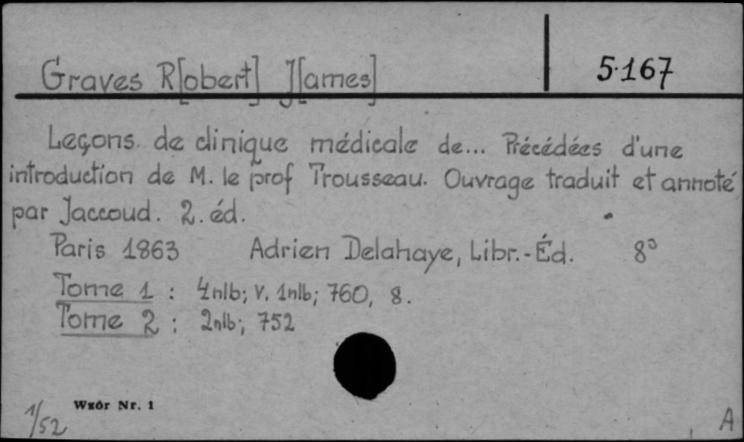 Graves R[obert] J[ames] 5.167
Leçons de clinique médicale de... Précédées d'une
introduction de M. le prof Trousseau. Ouvrage traduit et annoté
par Jaccoud. 2. éd.
Paris 1863 Adrien Delahaye, Libr.-Éd. 8°
Tome 1 : 4nlb; v. 1nlb; 760, 8.
Tome 2 : 2nlb; 752
Wzór Nr. 1
1/52 A